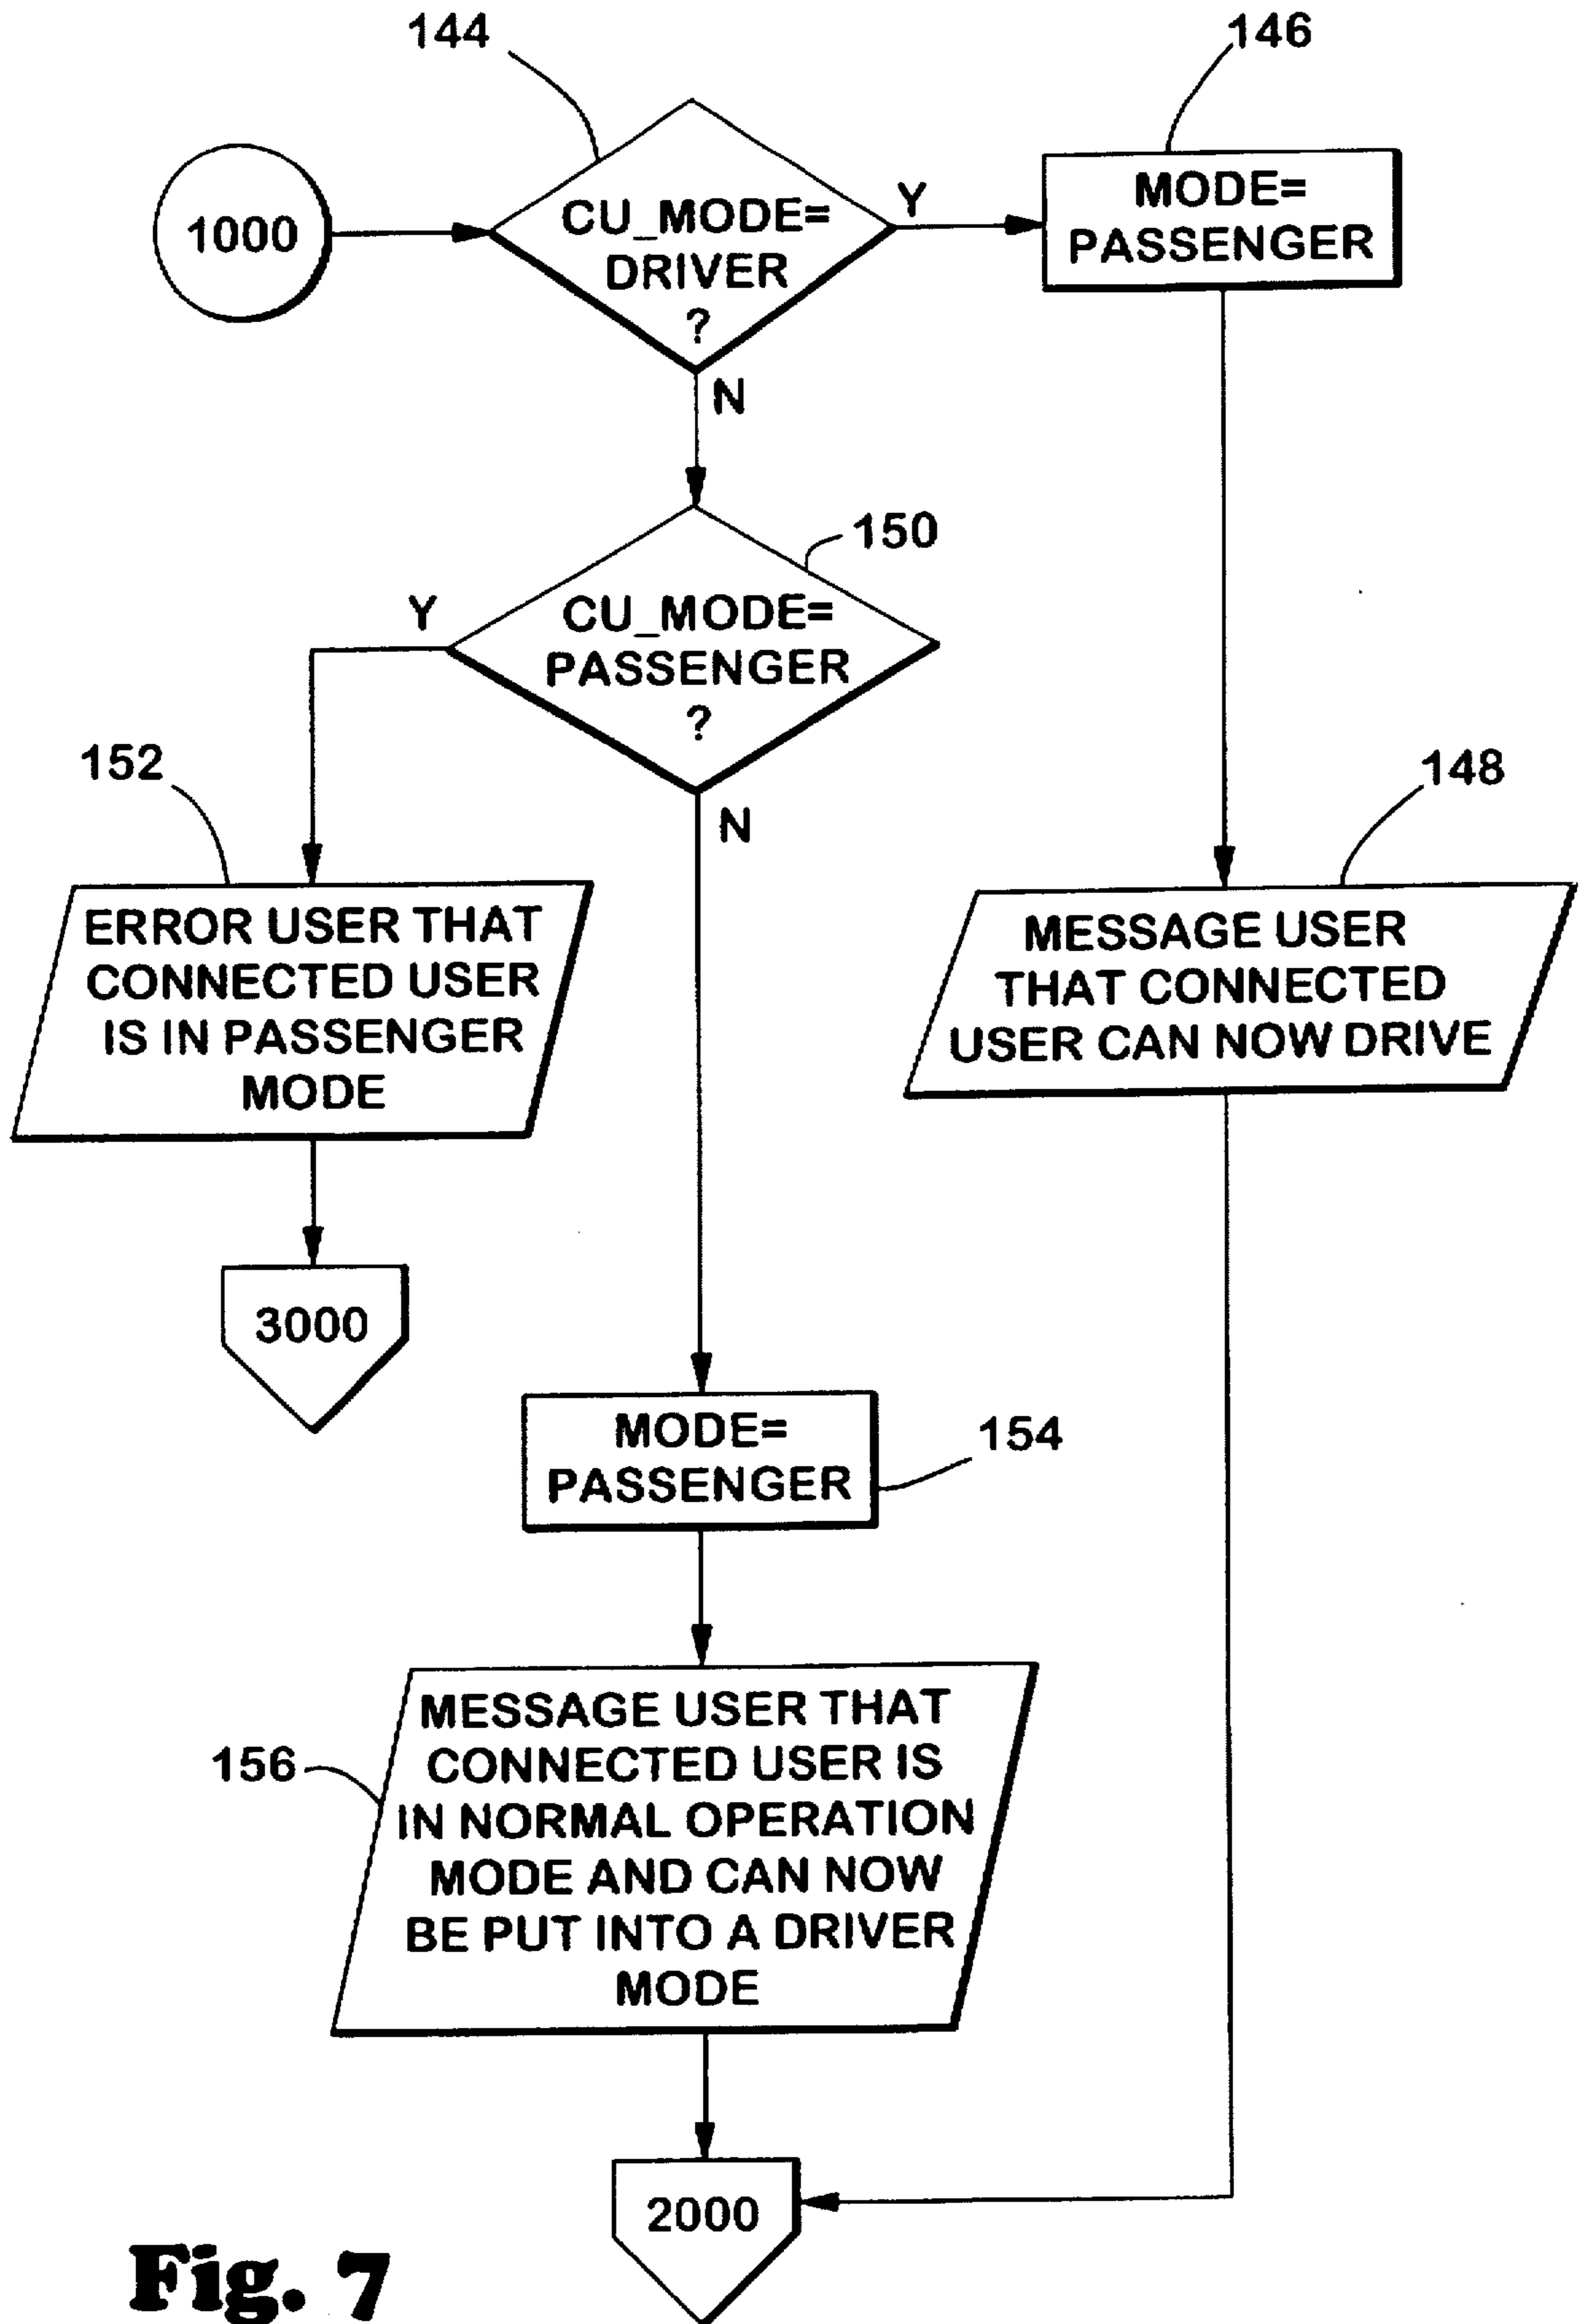 144
146
1000
CU_MODE=
DRIVER
?
Y
N
MODE=
PASSENGER
150
CU_MODE=
PASSENGER
?
Y
N
152
148
ERROR USER THAT
CONNECTED USER
IS IN PASSENGER
MODE
MESSAGE USER
THAT CONNECTED
USER CAN NOW DRIVE
3000
MODE=
PASSENGER
154
156
MESSAGE USER THAT
CONNECTED USER IS
IN NORMAL OPERATION
MODE AND CAN NOW
BE PUT INTO A DRIVER
MODE
2000
Fig. 7